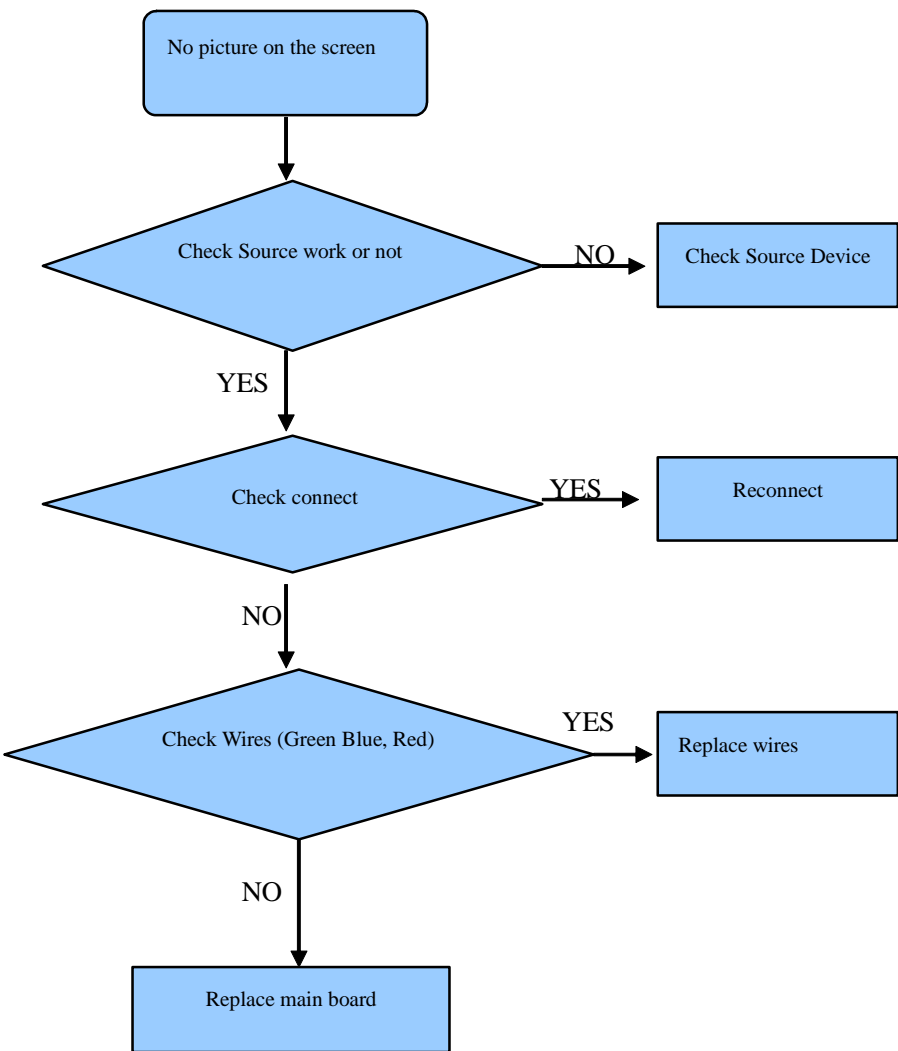 No picture on the screen
Check Source work or not
NO
Check Source Device
YES
Check connect
YES
Reconnect
NO
Check Wires (Green Blue, Red)
YES
Replace wires
NO
Replace main board